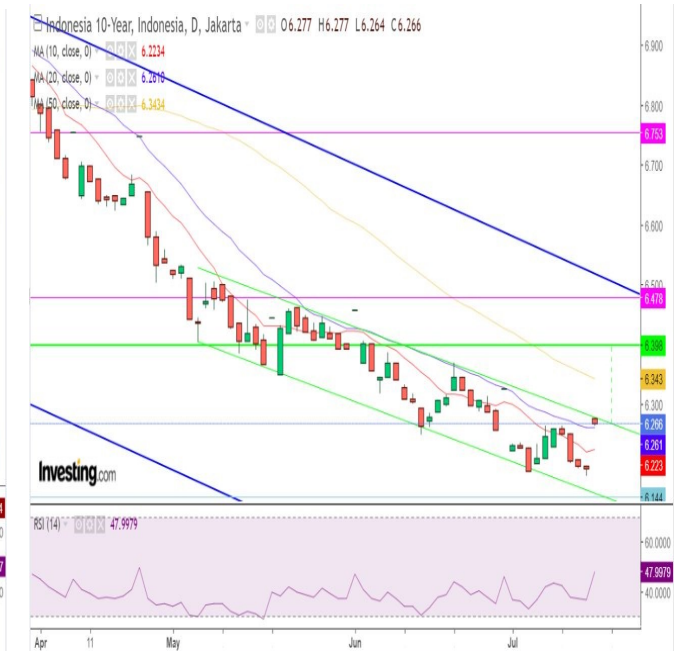 Indonesia 10-Year, Indonesia, D, Jakarta O6.277 H6.277 L6.264 C6.266
MA (10, close, 0) 6.2234
MA (20, close, 0) 6.2610
MA (50, close, 0) 6.3434
6.900
6.800
6.753
6.700
6.600
6.500
6.478
6.398
6.343
6.300
6.266
6.261
6.223
6.144
Investing.com
RSI (14) 47.9979
60.0000
47.9979
40.0000
Apr 11 May Jun Jul